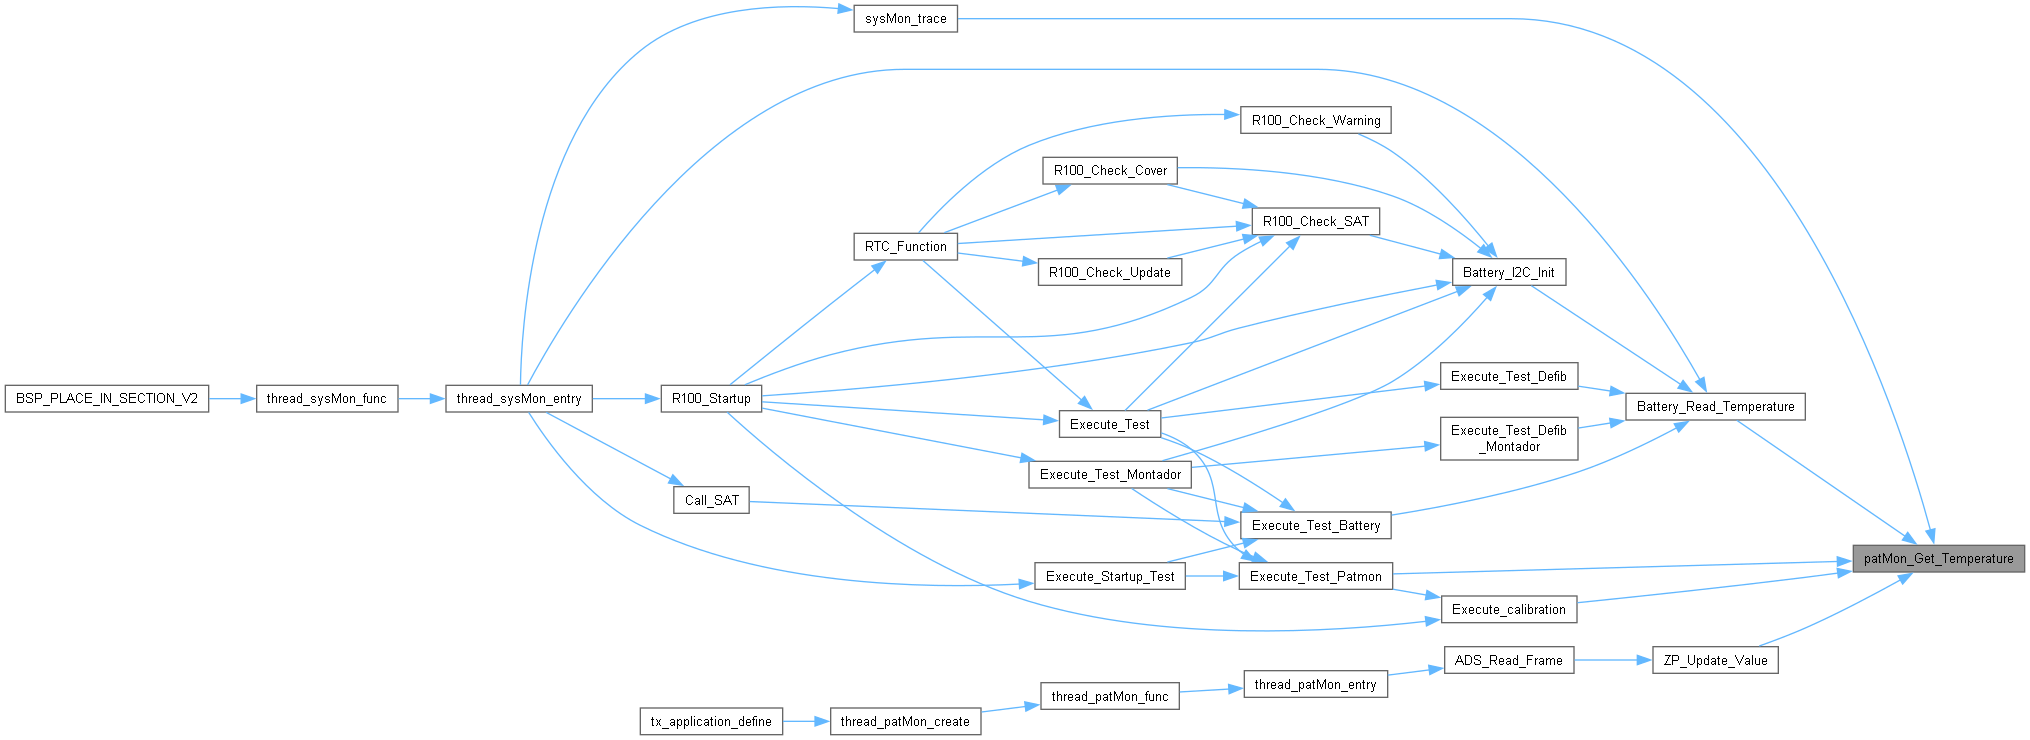 sysMon_trace
R100_Check_Warning
R100_Check_Cover
R100_Check_SAT
RTC_Function
R100_Check_Update
Battery_I2C_Init
Execute_Test_Defib
BSP_PLACE_IN_SECTION_V2
thread_sysMon_func
thread_sysMon_entry
R100_Startup
Battery_Read_Temperature
Execute_Test
Execute_Test_Defib
_Montador
Execute_Test_Montador
Call_SAT
Execute_Test_Battery
patMon_Get_Temperature
Execute_Startup_Test
Execute_Test_Patmon
Execute_calibration
ADS_Read_Frame
ZP_Update_Value
thread_patMon_entry
thread_patMon_func
tx_application_define
thread_patMon_create